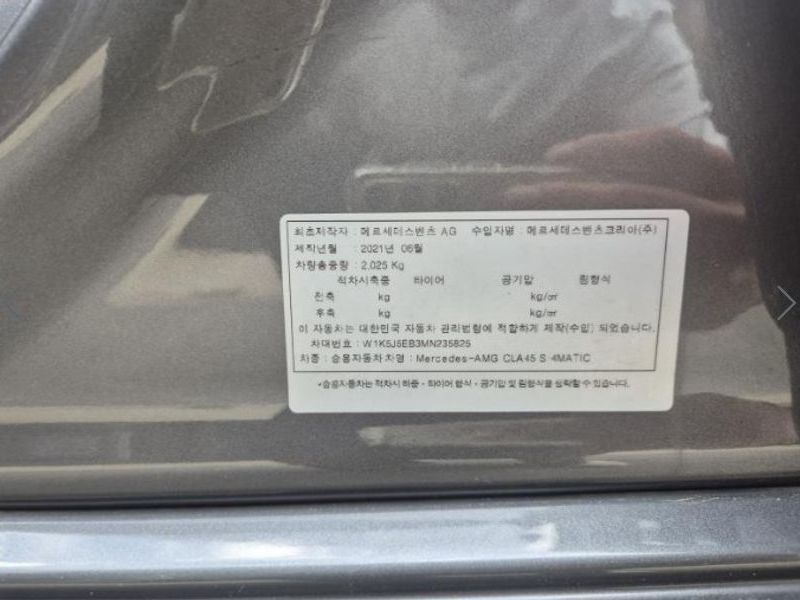 최초제작자 : 메르세데스벤츠 AG 수입자명 : 메르세데스벤츠코리아(주)
제작년월 : 2021년 06월
차량총중량 : 2,025 Kg
적차시축중 타이어 공기압 림형식
전축 kg kg/㎠
후축 kg kg/㎠
이 자동차는 대한민국 자동차 관리법령에 적합하게 제작(수입) 되었습니다.
차대번호 : W1K5J5EB3MN235825
차종 : 승용자동차 차명 : Mercedes-AMG CLA45 S 4MATIC
*승용자동차는 적차시 하중·타이어 형식·공기압 및 림형식을 생략할 수 있습니다.